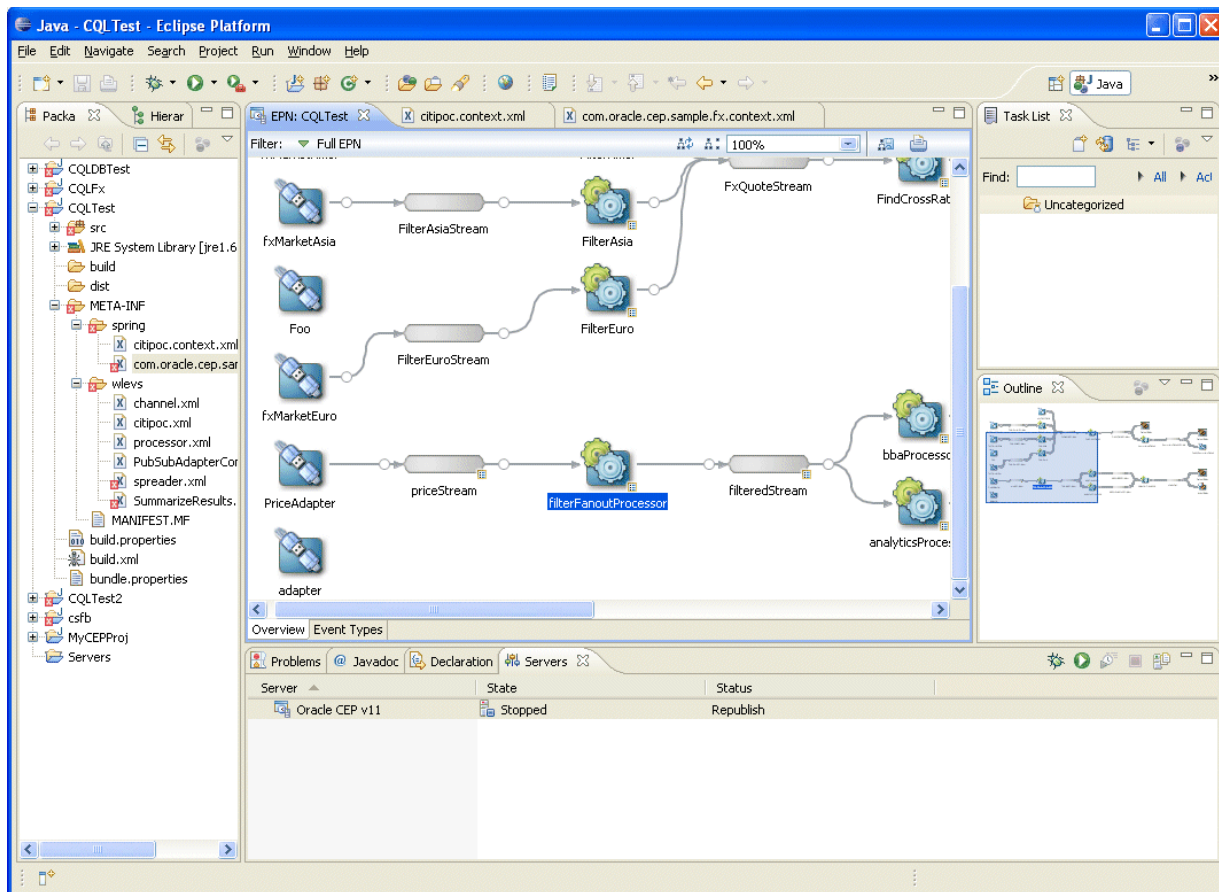 Java - CQLTest - Eclipse Platform
File Edit Navigate Search Project Run Window Help
Java
Packa
Hierar
EPN: CQLTest
citipoc.context.xml
com.oracle.cep.sample.fx.context.xml
Task List
Filter: Full EPN
100%
Find:
All
Uncategorized
CQLDBTest
CQLFx
CQLTest
src
JRE System Library [jre1.6
build
dist
META-INF
spring
citipoc.context.xml
com.oracle.cep.sar
wlevs
channel.xml
citipoc.xml
processor.xml
PubSubAdapterCor
spreader.xml
SummarizeResults.
MANIFEST.MF
build.properties
build.xml
bundle.properties
CQLTest2
csfb
MyCEPProj
Servers
FxQuoteStream
FindCrossRat
fxMarketAsia
FilterAsiaStream
FilterAsia
Foo
FilterEuroStream
FilterEuro
fxMarketEuro
bbaProcesso
PriceAdapter
priceStream
filterFanoutProcessor
filteredStream
analyticsProces
adapter
Overview Event Types
Outline
Problems @ Javadoc Declaration Servers
Server State Status
Oracle CEP v11 Stopped Republish